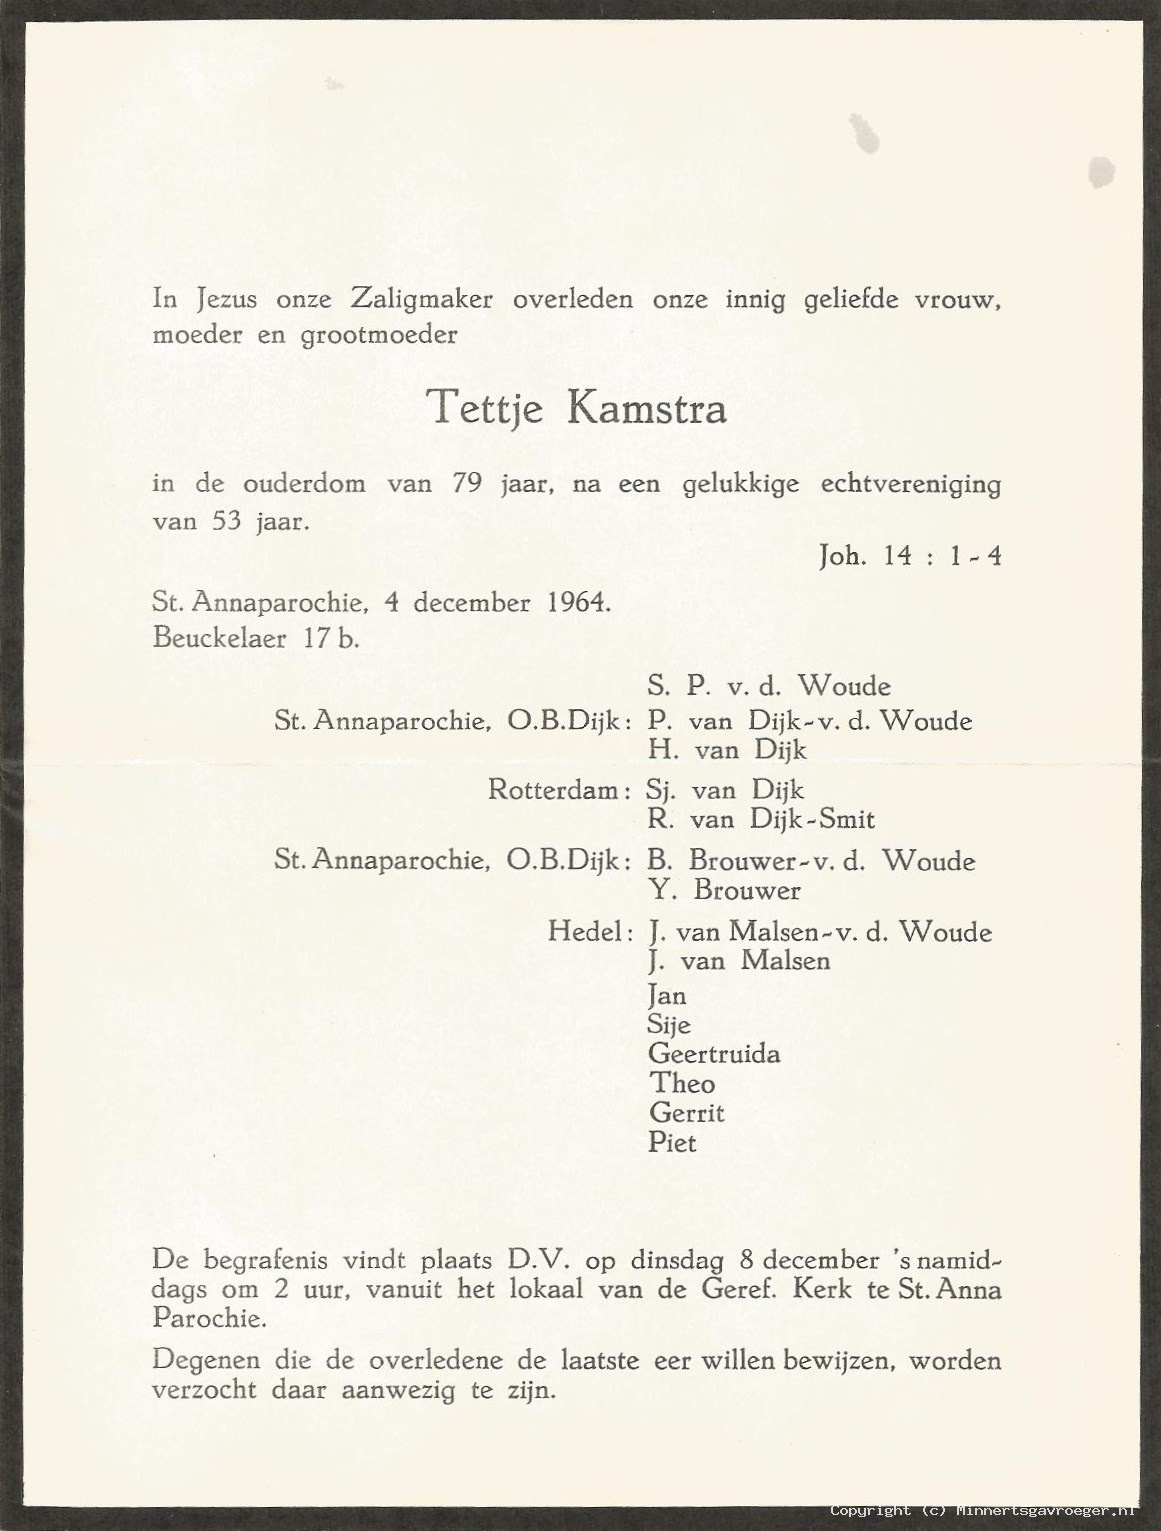 In Jezus onze Zaligmaker overleden onze innig geliefde vrouw,
moeder en grootmoeder
Tettje Kamstra
in de ouderdom van 79 jaar, na een gelukkige echtvereniging
van 53 jaar.
Joh. 14 : 1-4
St. Annaparochie, 4 december 1964.
Beuckelaer 17 b.
S. P. v. d. Woude
St. Annaparochie, O.B.Dijk: P. van Dijk-v. d. Woude
H. van Dijk
Rotterdam: Sj. van Dijk
R. van Dijk-Smit
St. Annaparochie, O.B.Dijk: B. Brouwer-v. d. Woude
Y. Brouwer
Hedel: J. van Malsen-v. d. Woude
J. van Malsen
Jan
Sije
Geertruida
Theo
Gerrit
Piet
De begrafenis vindt plaats D.V. op dinsdag 8 december 's namid-
dags om 2 uur, vanuit het lokaal van de Geref. Kerk te St. Anna
Parochie.
Degenen die de overledene de laatste eer willen bewijzen, worden
verzocht daar aanwezig te zijn.
Copyright (c) Minnertsgavroeger.nl